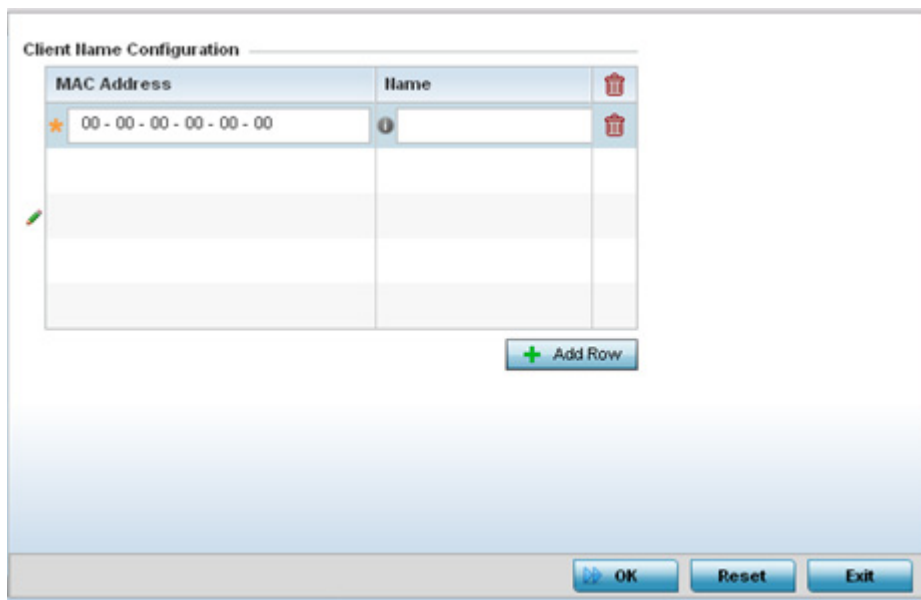 Client Name Configuration
MAC Address Name
00 - 00 - 00 - 00 - 00 - 00
Add Row
OK Reset Exit